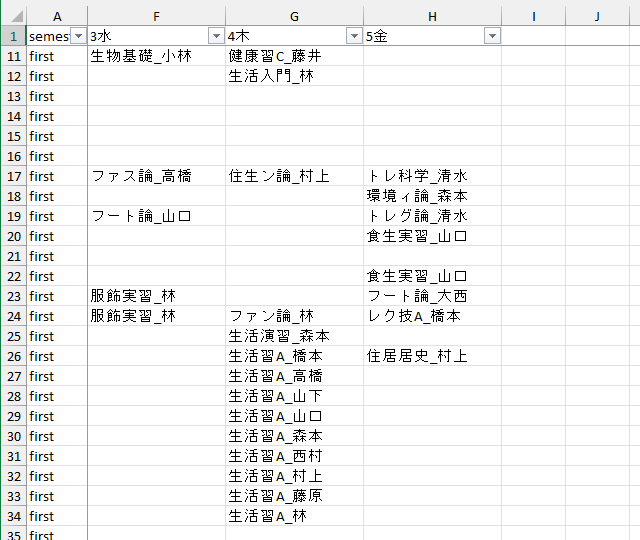 A F G H I J
1 semes 3水 4木 5金
11 first 生物基礎_小林 健康習C_藤井
12 first 生活入門_林
13 first
14 first
15 first
16 first
17 first ファス論_高橋 住生ン論_村上 トレ科学_清水
18 first 環境ィ論_森本
19 first フート論_山口 トレグ論_清水
20 first 食生実習_山口
21 first
22 first 食生実習_山口
23 first 服飾実習_林 フート論_大西
24 first 服飾実習_林 ファン論_林 レク技A_橋本
25 first 生活演習_森本
26 first 生活習A_橋本 住居居史_村上
27 first 生活習A_高橋
28 first 生活習A_山下
29 first 生活習A_山口
30 first 生活習A_森本
31 first 生活習A_西村
32 first 生活習A_村上
33 first 生活習A_藤原
34 first 生活習A_林
35 first